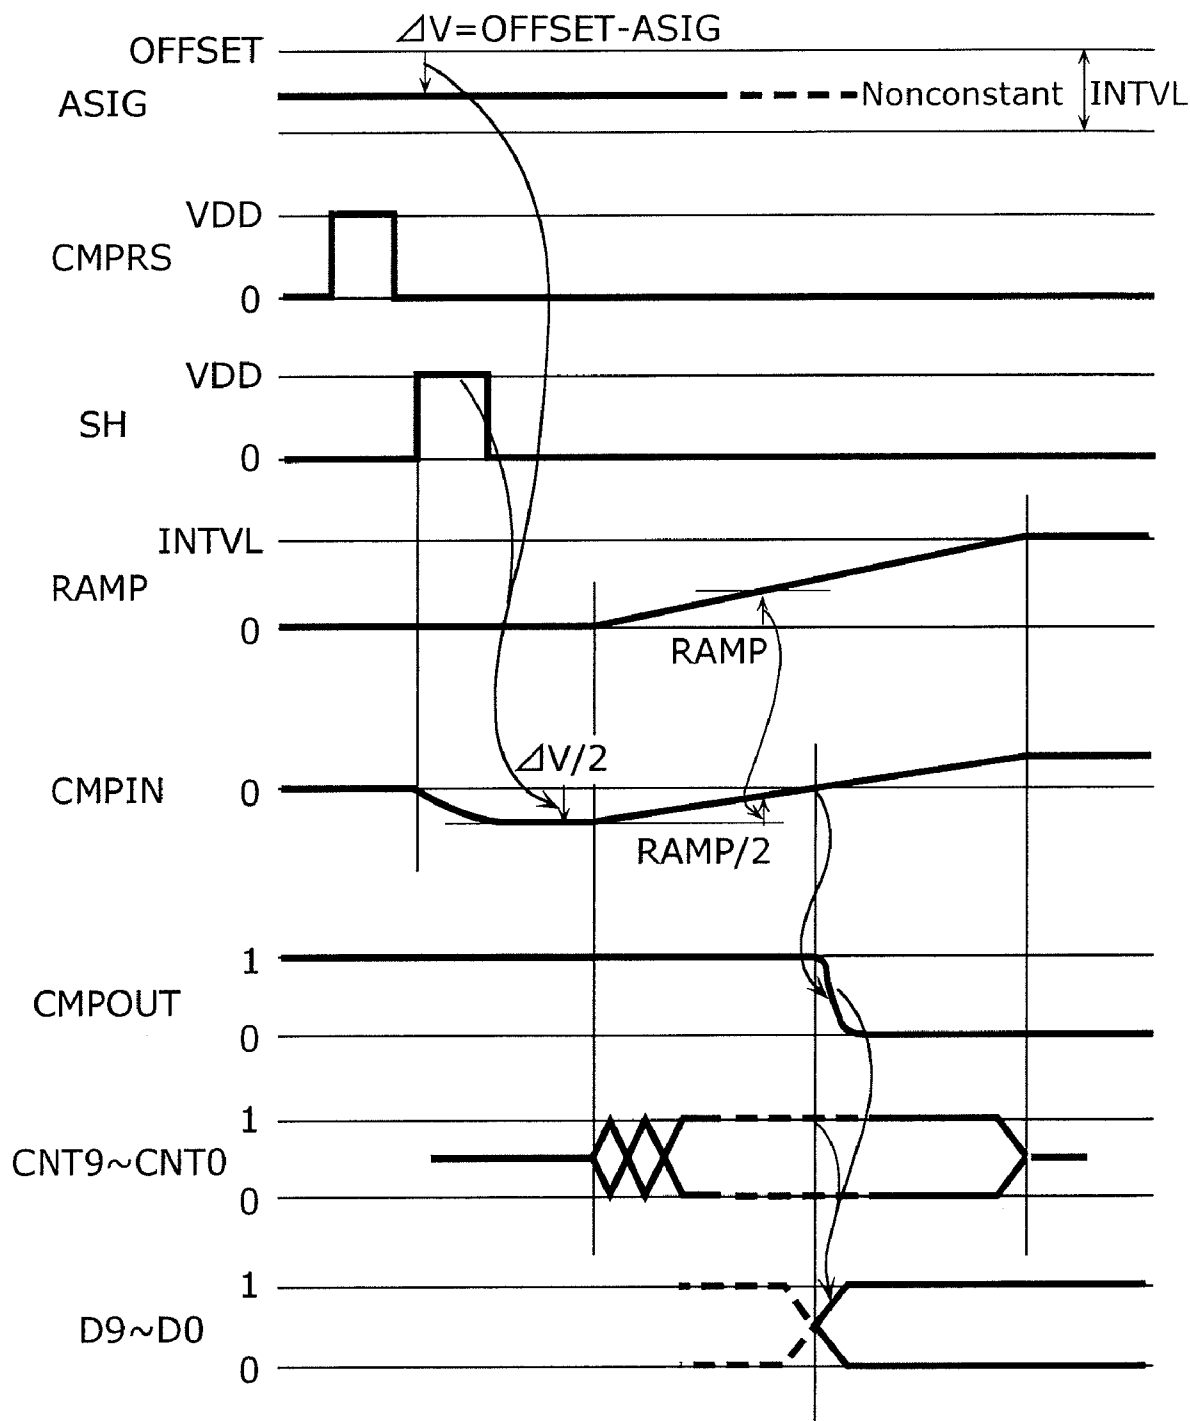 ⊿V=OFFSET-ASIG
OFFSET
ASIG
Nonconstant
INTVL
VDD
CMPRS
0
VDD
SH
0
INTVL
RAMP
0
RAMP
⊿V/2
CMPIN
0
RAMP/2
1
CMPOUT
0
1
CNT9~CNT0
0
1
D9~D0
0